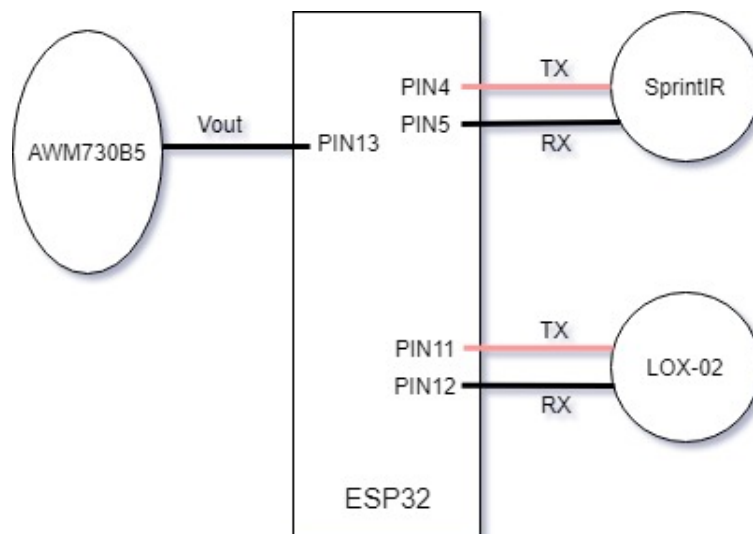 AWM730B5
Vout
PIN13
PIN4
PIN5
TX
RX
SprintIR
PIN11
PIN12
TX
RX
LOX-02
ESP32